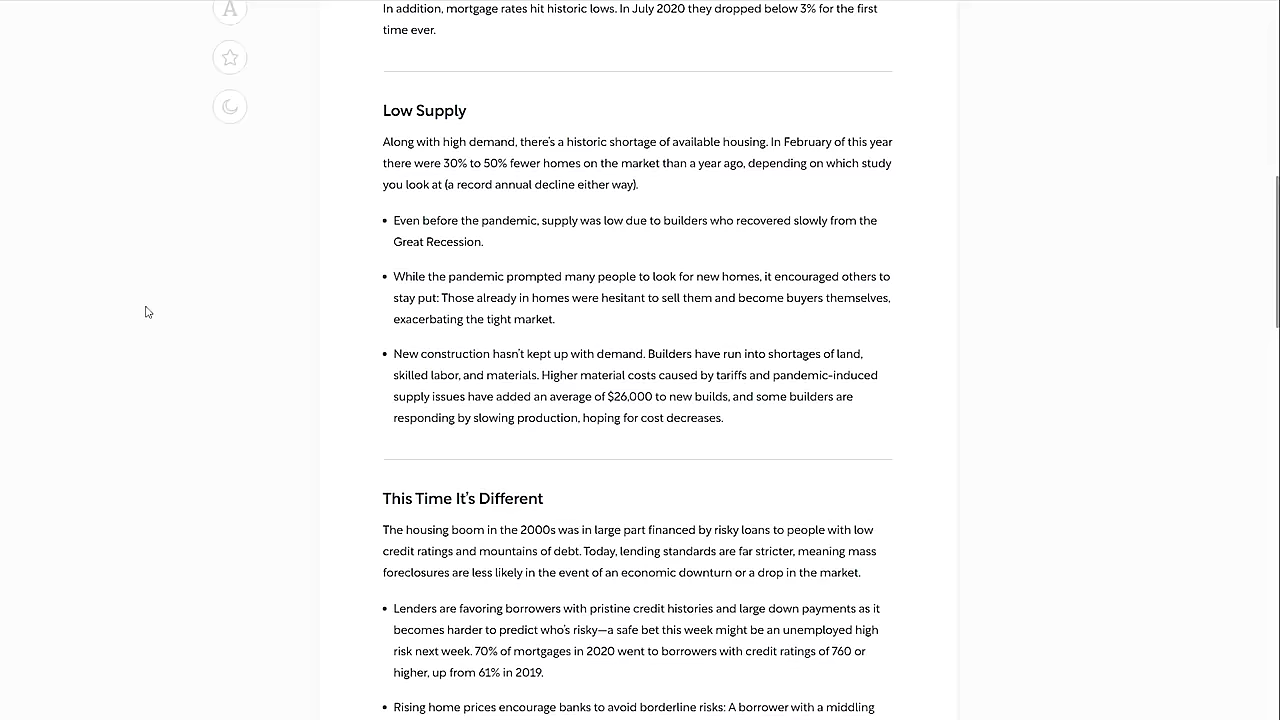 In addition, mortgage rates hit historic lows. In July 2020 they dropped below 3% for the first
time ever.
A
Low Supply
Along with high demand, there's a historic shortage of available housing. In February of this year
there were 30% to 50% fewer homes on the market than a year ago, depending on which study
you look at (a record annual decline either way).
• Even before the pandemic, supply was low due to builders who recovered slowly from the
Great Recession.
• While the pandemic prompted many people to look for new homes, it encouraged others to
stay put: Those already in homes were hesitant to sell them and become buyers themselves,
exacerbating the tight market.
• New construction hasn't kept up with demand. Builders have run into shortages of land,
skilled labor, and materials. Higher material costs caused by tariffs and pandemic-induced
supply issues have added an average of $26,000 to new builds, and some builders are
responding by slowing production, hoping for cost decreases.
This Time It's Different
The housing boom in the 2000s was in large part financed by risky loans to people with low
credit ratings and mountains of debt. Today, lending standards are far stricter, meaning mass
foreclosures are less likely in the event of an economic downturn or a drop in the market.
• Lenders are favoring borrowers with pristine credit histories and large down payments as it
becomes harder to predict who's risky—a safe bet this week might be an unemployed high
risk next week. 70% of mortgages in 2020 went to borrowers with credit ratings of 760 or
higher, up from 61% in 2019.
• Rising home prices encourage banks to avoid borderline risks: A borrower with a middling